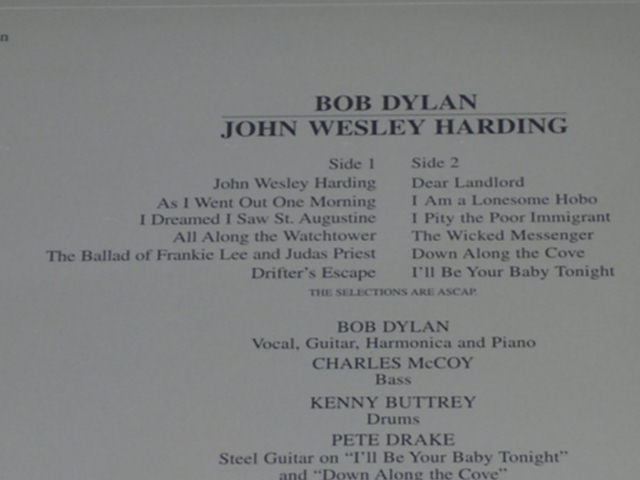 n
BOB DYLAN
JOHN WESLEY HARDING
Side 1
John Wesley Harding
As I Went Out One Morning
I Dreamed I Saw St. Augustine
All Along the Watchtower
The Ballad of Frankie Lee and Judas Priest
Drifter's Escape
Side 2
Dear Landlord
I Am a Lonesome Hobo
I Pity the Poor Immigrant
The Wicked Messenger
Down Along the Cove
I'll Be Your Baby Tonight
THE SELECTIONS ARE ASCAP.
BOB DYLAN
Vocal, Guitar, Harmonica and Piano
CHARLES McCOY
Bass
KENNY BUTTREY
Drums
PETE DRAKE
Steel Guitar on "I'll Be Your Baby Tonight"
and "Down Along the Cove"